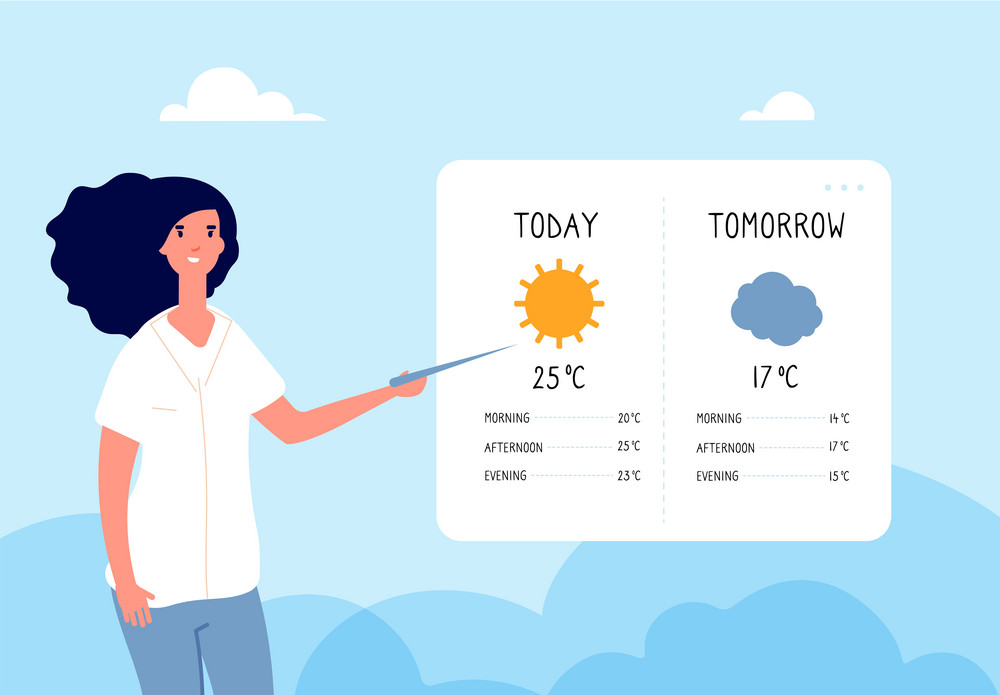 TODAY
25°C
MORNING 20°C
AFTERNOON 25°C
EVENING 23°C
TOMORROW
17°C
MORNING 14°C
AFTERNOON 17°C
EVENING 15°C